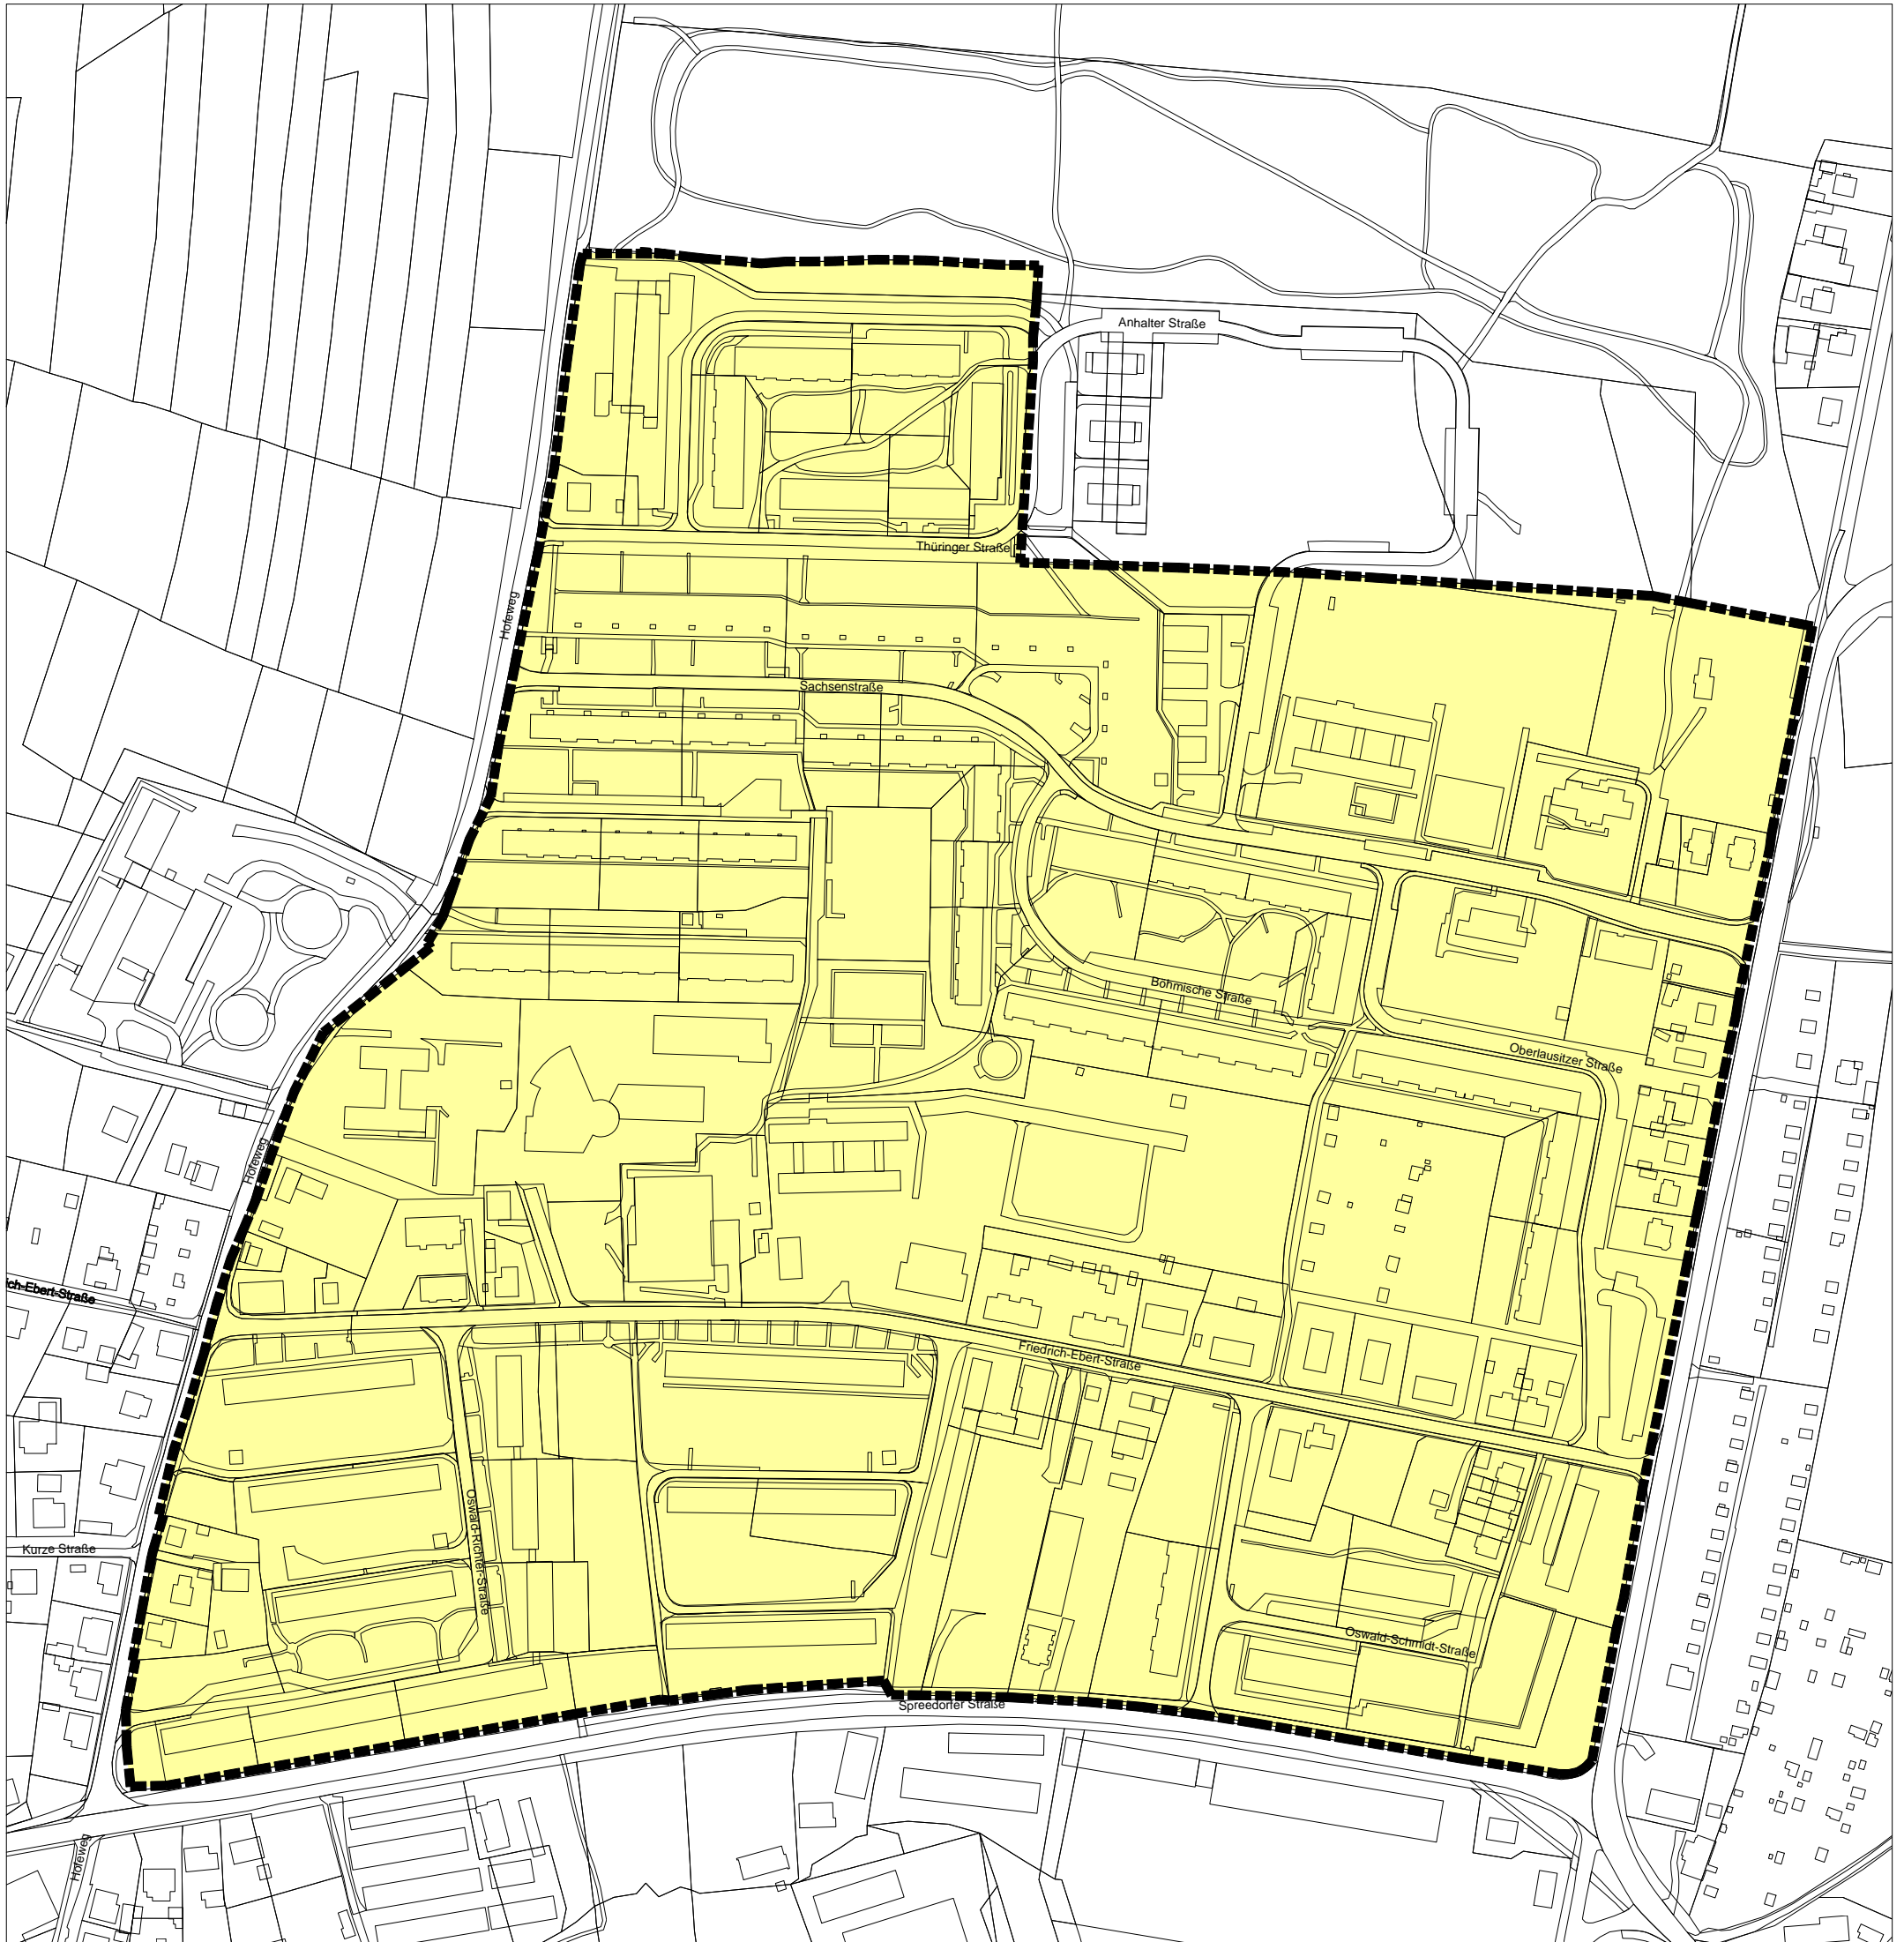 Anhalter Straße
Thüringer Straße
Hofeweg
Sachsenstraße
Böhmische Straße
Oberlausitzer Straße
Hofeweg
ich-Ebert-Straße
Friedrich-Ebert-Straße
Oswald-Richter-Straße
Kurze Straße
Oswald-Schmidt-Straße
Spreedorfer Straße
Hofeweg